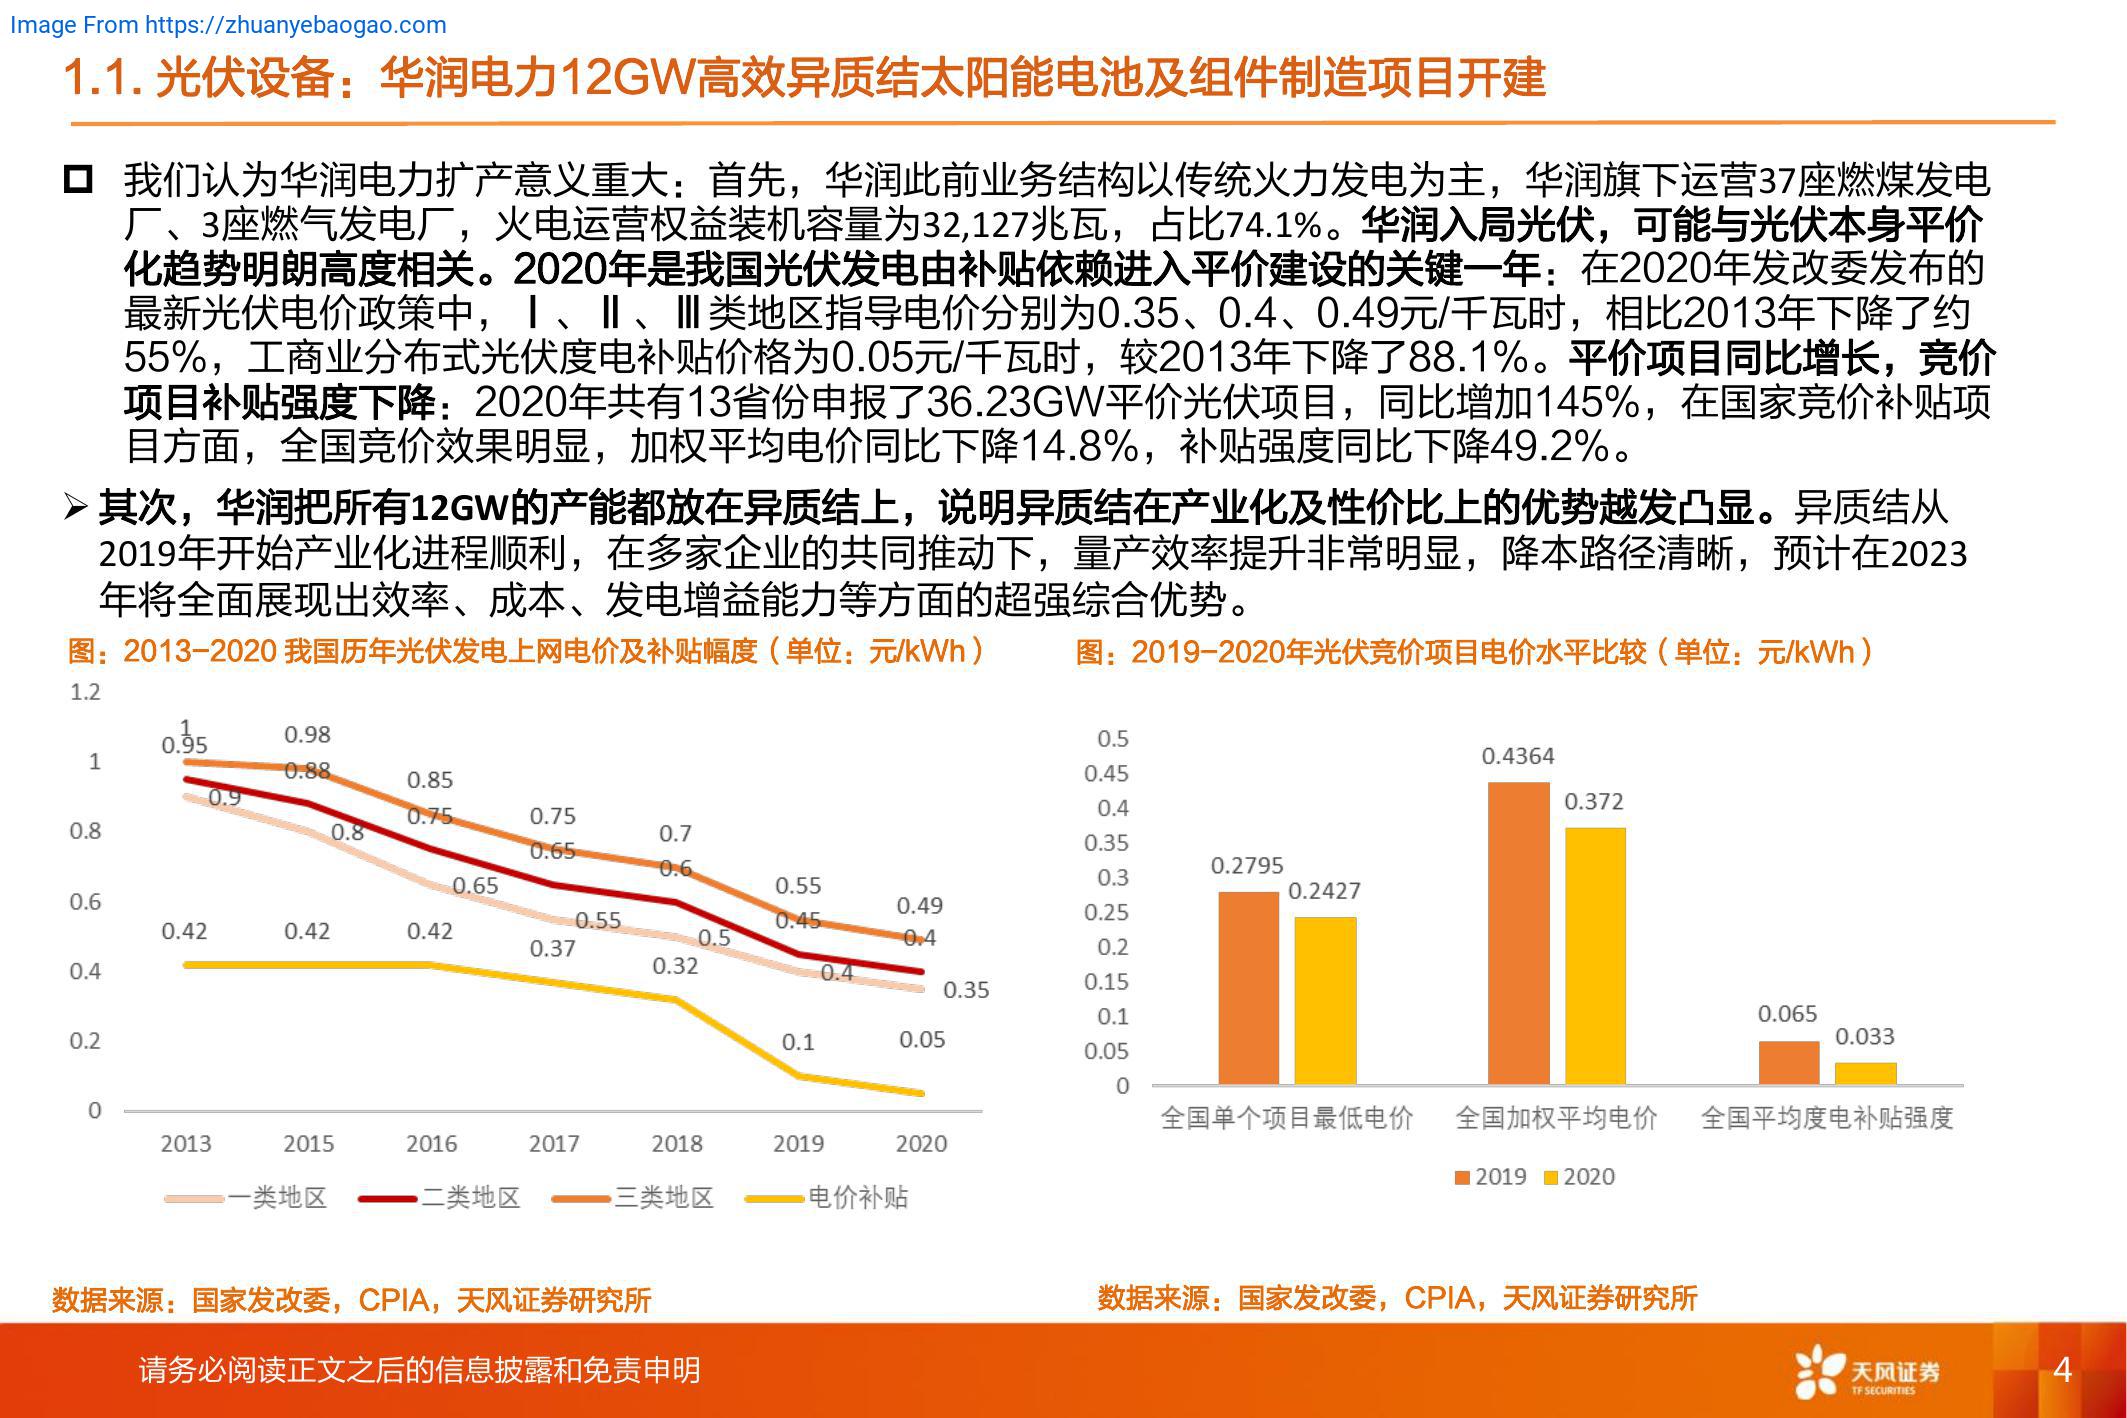 Image From https://zhuanyebaogao.com
1.1. 光伏设备：华润电力12GW高效异质结太阳能电池及组件制造项目开建
我们认为华润电力扩产意义重大：首先，华润此前业务结构以传统火力发电为主，华润旗下运营37座燃煤发电
厂、3座燃气发电厂，火电运营权益装机容量为32,127兆瓦，占比74.1%。华润入局光伏，可能与光伏本身平价
化趋势明朗高度相关。2020年是我国光伏发电由补贴依赖进入平价建设的关键一年：在2020年发改委发布的
最新光伏电价政策中，Ⅰ、Ⅱ、Ⅲ类地区指导电价分别为0.35、0.4、0.49元/千瓦时，相比2013年下降了约
55%，工商业分布式光伏度电补贴价格为0.05元/千瓦时，较2013年下降了88.1%。平价项目同比增长，竞价
项目补贴强度下降：2020年共有13省份申报了36.23GW平价光伏项目，同比增加145%，在国家竞价补贴项
目方面，全国竞价效果明显，加权平均电价同比下降14.8%，补贴强度同比下降49.2%。
➢ 其次，华润把所有12GW的产能都放在异质结上，说明异质结在产业化及性价比上的优势越发凸显。异质结从
2019年开始产业化进程顺利，在多家企业的共同推动下，量产效率提升非常明显，降本路径清晰，预计在2023
年将全面展现出效率、成本、发电增益能力等方面的超强综合优势。
图：2013-2020 我国历年光伏发电上网电价及补贴幅度（单位：元/kWh）
1.2
1
0.8
0.6
0.4
0.2
0
1
0.95
0.9
0.42
0.98
0.88
0.8
0.42
0.85
0.75
0.65
0.42
0.75
0.65
0.55
0.37
0.7
0.6
0.5
0.32
0.55
0.45
0.4
0.1
0.49
0.4
0.35
0.05
2013 2015 2016 2017 2018 2019 2020
一类地区 二类地区 三类地区 电价补贴
数据来源：国家发改委，CPIA，天风证券研究所
图：2019-2020年光伏竞价项目电价水平比较（单位：元/kWh）
0.5
0.45
0.4
0.35
0.3
0.25
0.2
0.15
0.1
0.05
0
0.2795
0.2427
0.4364
0.372
0.065
0.033
全国单个项目最低电价 全国加权平均电价 全国平均度电补贴强度
2019 2020
数据来源：国家发改委，CPIA，天风证券研究所
请务必阅读正文之后的信息披露和免责申明
天风证券
TF SECURITIES
4